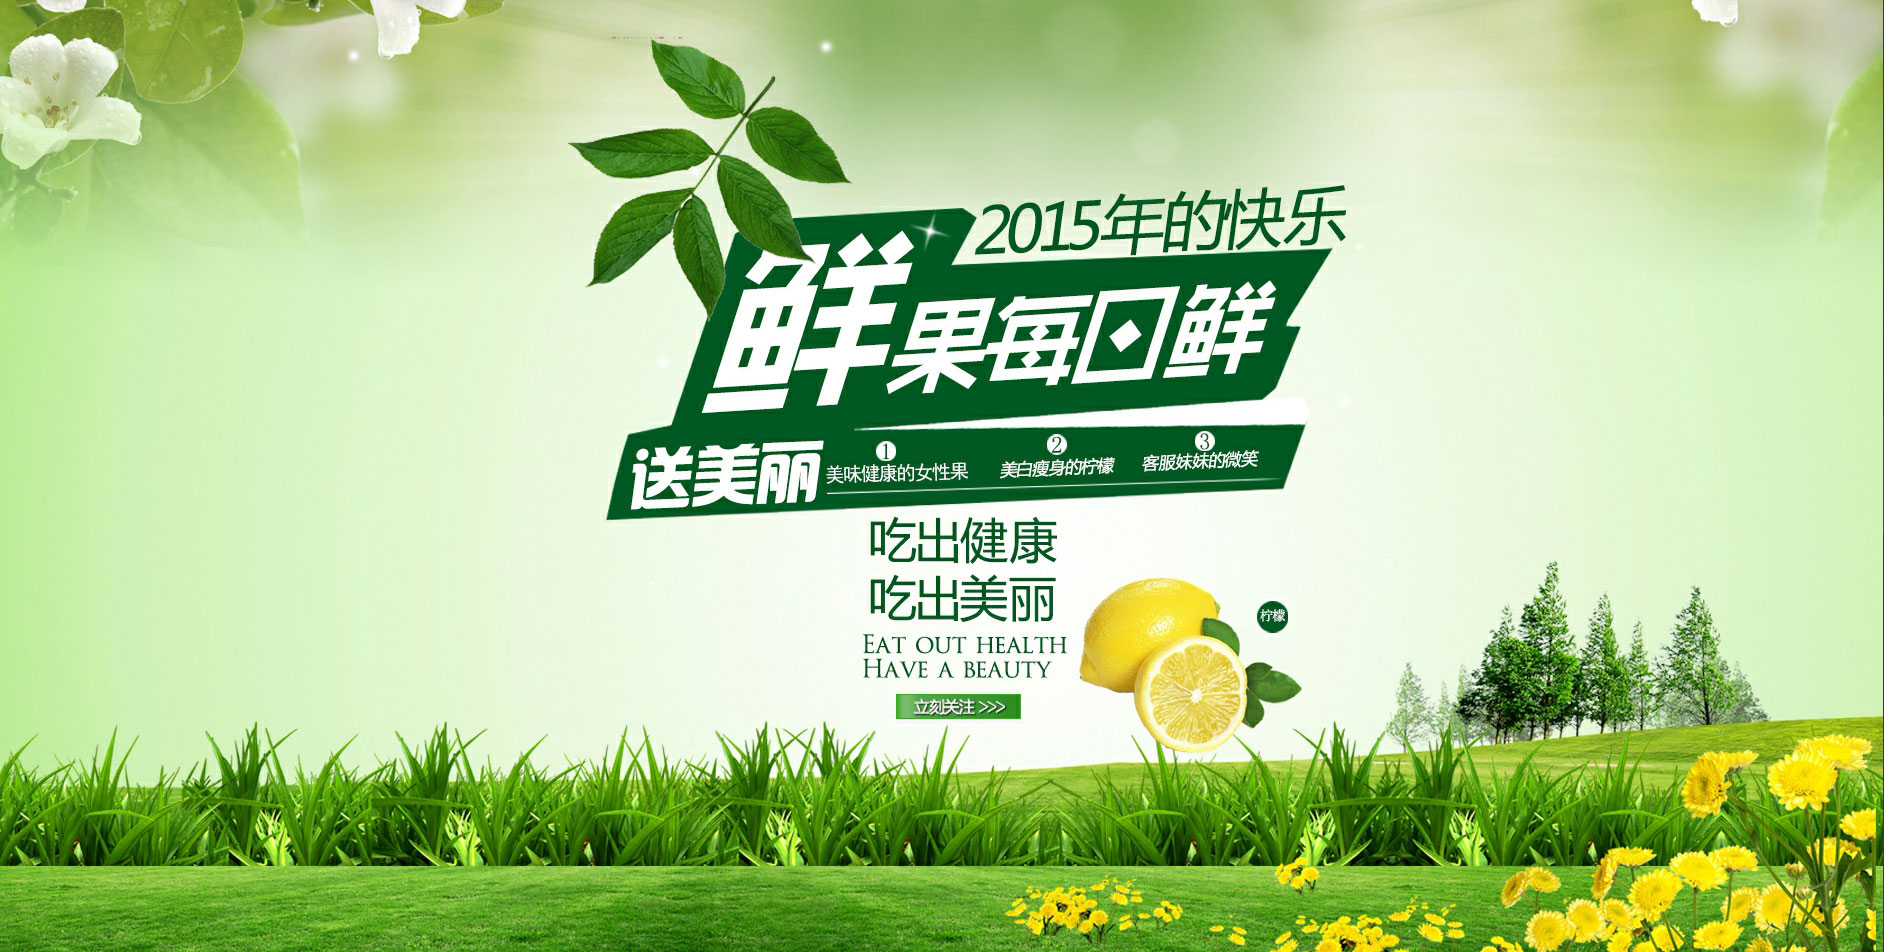 2015年的快乐
鲜果每日鲜
送美丽
1
美味健康的女性果
2
美白瘦身的柠檬
3
客服妹妹的微笑
吃出健康
吃出美丽
EAT OUT HEALTH
HAVE A BEAUTY
柠檬
立刻关注 >>>